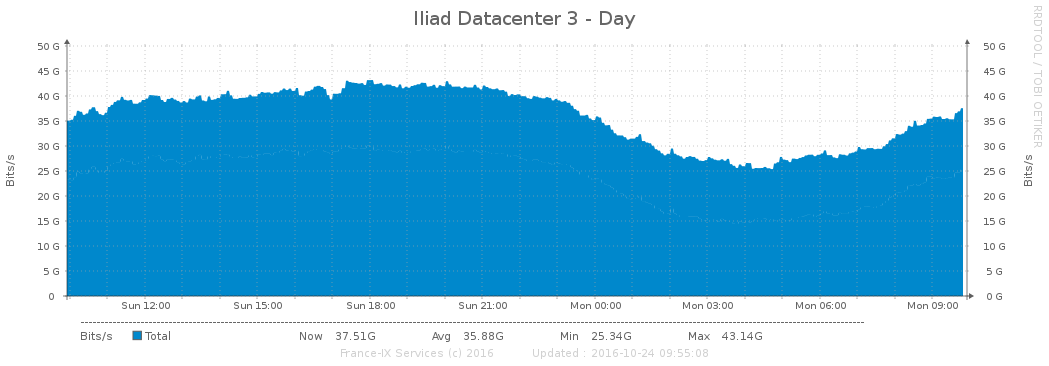 Iliad Datacenter 3 - Day
RRDTOOL / TOBI OETIKER
Bits/s
50 G
45 G
40 G
35 G
30 G
25 G
20 G
15 G
10 G
5 G
0
50 G
45 G
40 G
35 G
30 G
25 G
20 G
15 G
10 G
5 G
0 G
Bits/s
Sun 12:00 Sun 15:00 Sun 18:00 Sun 21:00 Mon 00:00 Mon 03:00 Mon 06:00 Mon 09:00
Bits/s Total Now 37.51G Avg 35.88G Min 25.34G Max 43.14G
France-IX Services (c) 2016 Updated : 2016-10-24 09:55:08